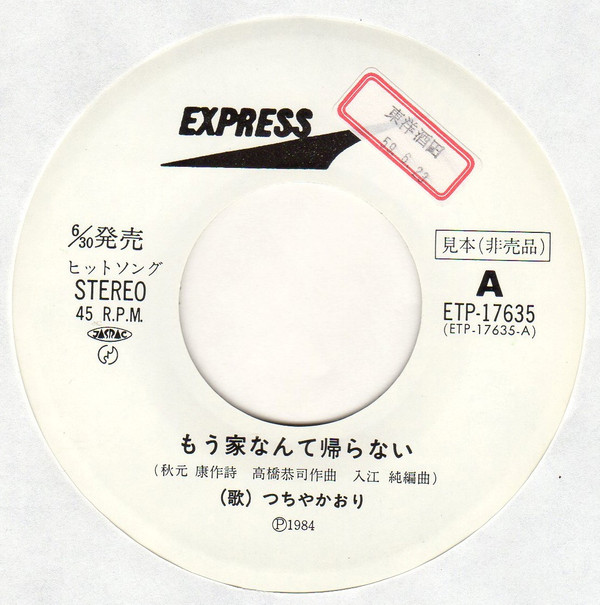 EXPRESS
東洋酒田
59.6.23
6/30発売
ヒットソング
STEREO
45 R.P.M.
JASRAC
見本(非売品)
A
ETP-17635
(ETP-17635-A)
もう家なんて帰らない
(秋元 康作詩 高橋恭司作曲 入江 純編曲)
(歌) つちやかおり
Ⓟ1984